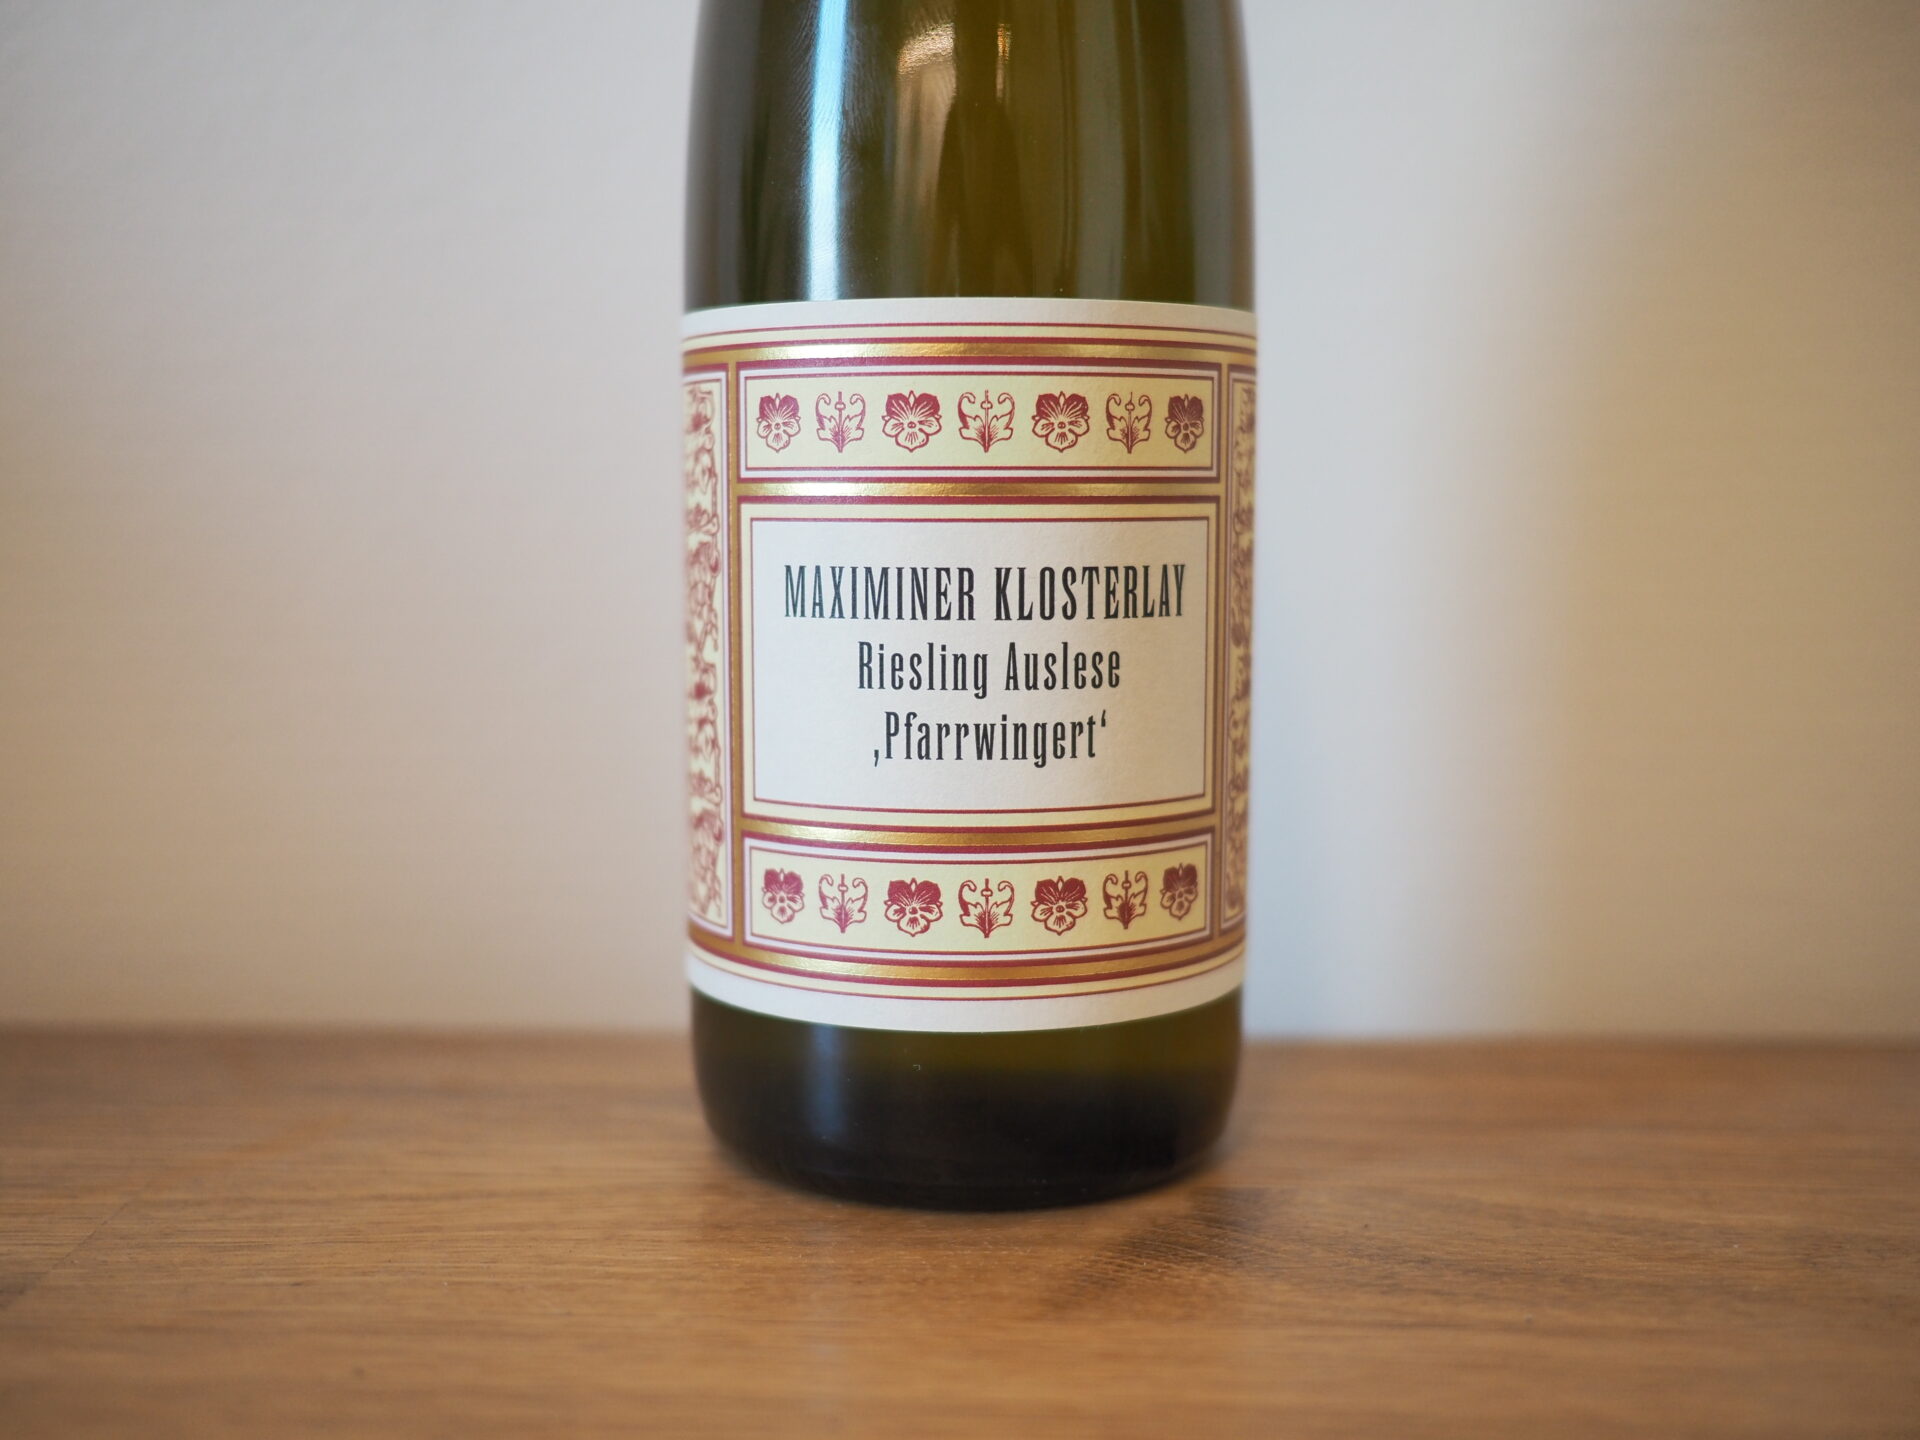 MAXIMINER KLOSTERLAY
Riesling Auslese
‚Pfarrwingert‘